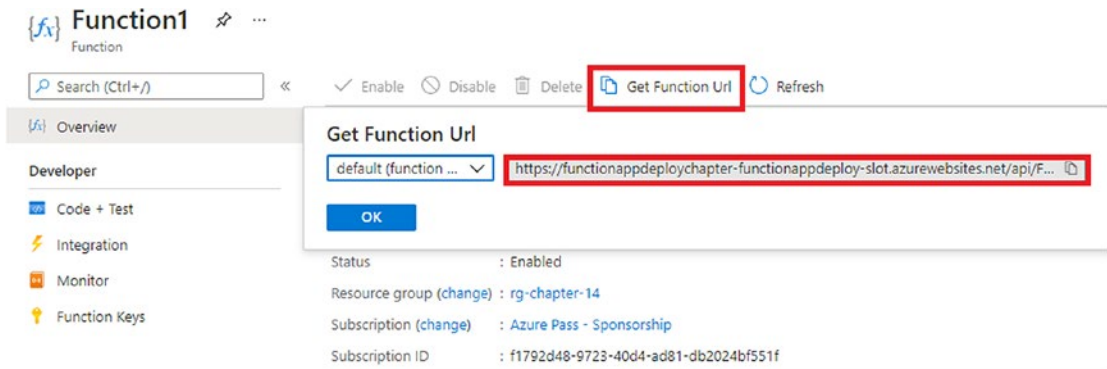 {fx} Function1 ...
Function
Search (Ctrl+/) «
Enable Disable Delete Get Function Url Refresh
{fx} Overview
Get Function Url
default (function ... https://functionappdeploychapter-functionappdeploy-slot.azurewebsites.net/api/F...
Developer
OK
Code + Test
Integration
Status : Enabled
Monitor
Resource group (change) : rg-chapter-14
Function Keys
Subscription (change) : Azure Pass - Sponsorship
Subscription ID : f1792d48-9723-40d4-ad81-db2024bf551f